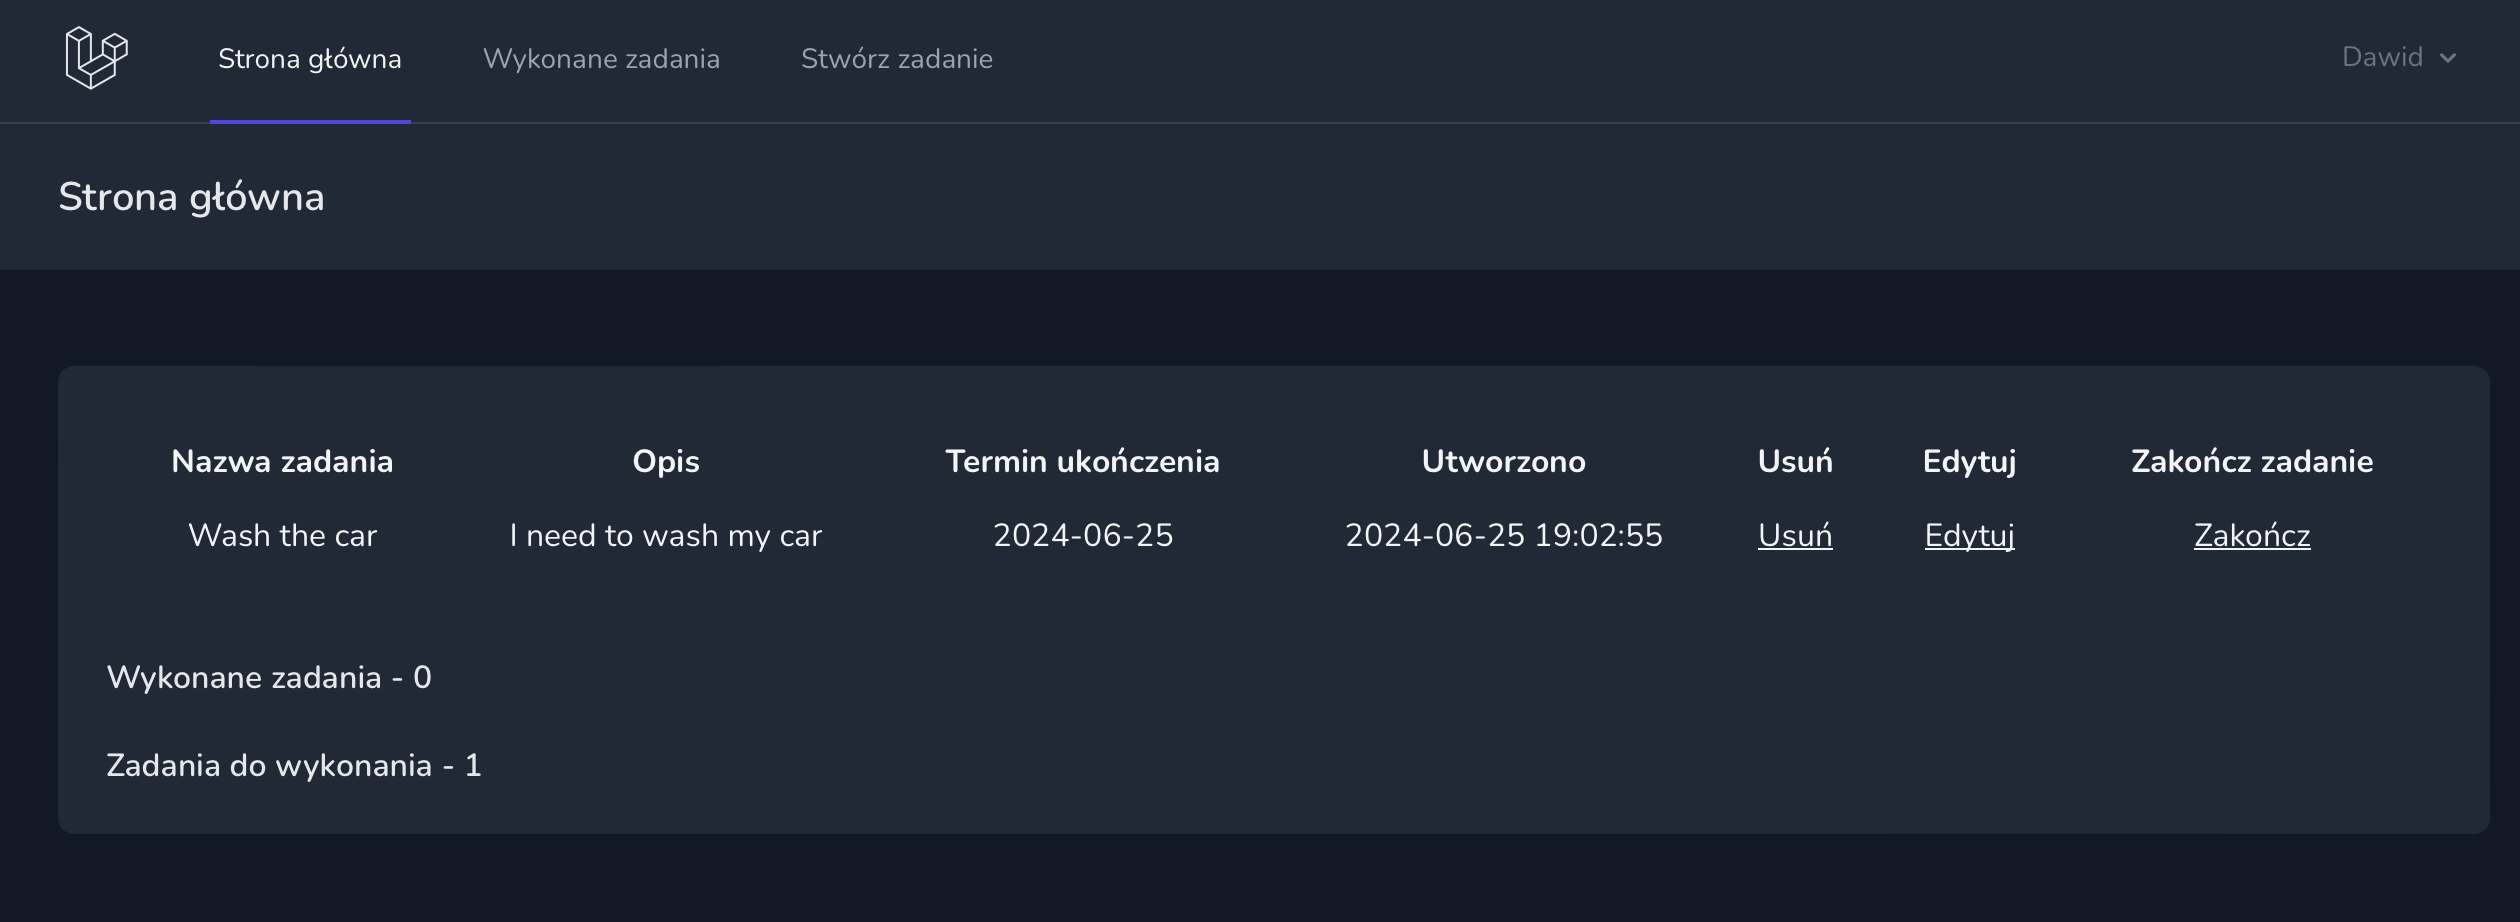 Strona główna Wykonane zadania Stwórz zadanie Dawid
Strona główna
Nazwa zadania Opis Termin ukończenia Utworzono Usuń Edytuj Zakończ zadanie
Wash the car I need to wash my car 2024-06-25 2024-06-25 19:02:55 Usuń Edytuj Zakończ
Wykonane zadania - 0
Zadania do wykonania - 1